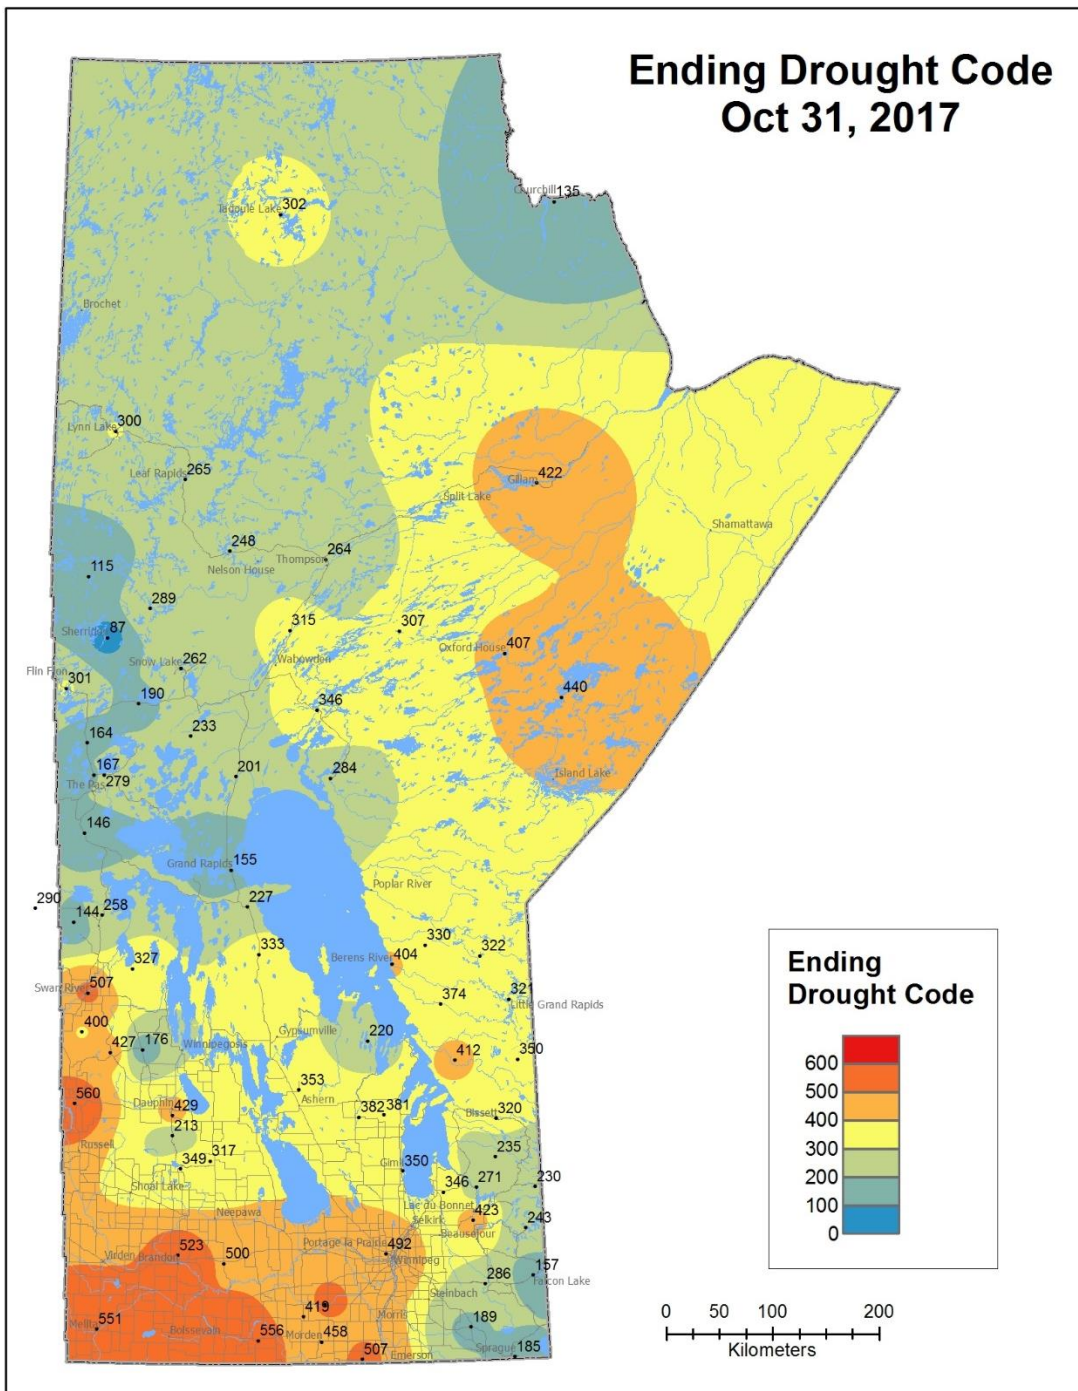 Ending Drought Code
Oct 31, 2017
Churchill 135
Tadoule Lake 302
Brochet
Lynn Lake 300
Leaf Rapids 265
Gillam 422
Split Lake
Shamattawa
248
Nelson House
Thompson 264
115
289
87
315
307
Oxford House 407
Snow Lake 262
Wabowden
Flin Flon
301
190
440
346
164
233
167
The Pas 279
201
284
Island Lake
146
Grand Rapids 155
Poplar River
290
144
258
227
330
333
322
327
Berens River 404
Swan River 507
374
321
Little Grand Rapids
400
427
176
Winnipegosis
Gypsumville
220
412
350
353
Ashern
560
Dauphin 429
382
381
Bissett 320
213
Russell
349
317
Gimli 350
235
Shoal Lake
346
271
230
Lac du Bonnet
Neepawa
Selkirk 423
Beausejour
243
Portage la Prairie 492
Winnipeg
Virden Brandon 523
500
157
Falcon Lake
286
Steinbach
419
Morris
189
Melita 551
Boissevain
556
Morden
458
507
Emerson
Sprague 185
Ending
Drought Code
600
500
400
300
200
100
0
0 50 100 200
Kilometers